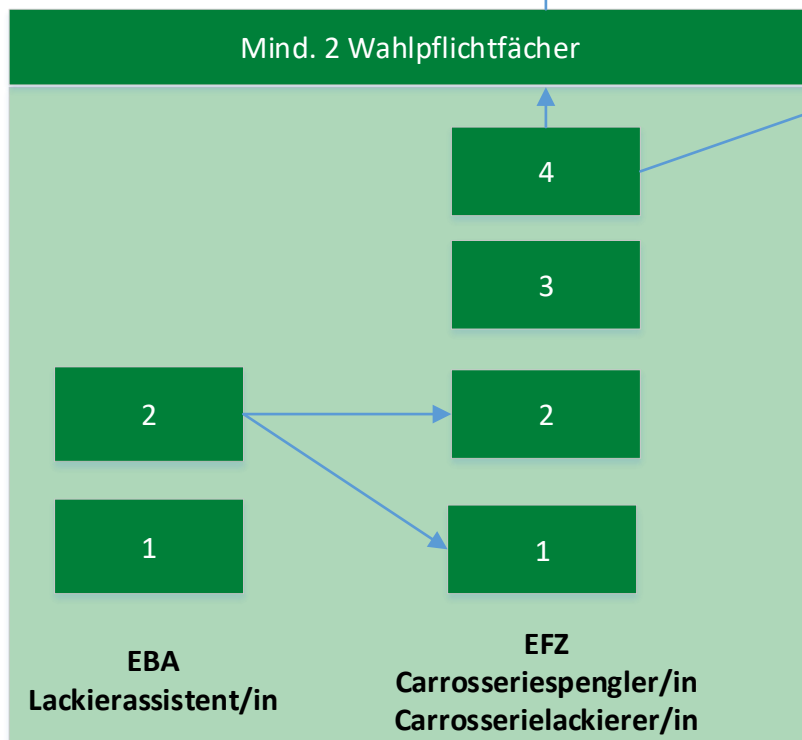 Mind. 2 Wahlpflichtfächer
4
3
2
2
1
1
EBA
Lackierassistent/in
EFZ
Carrosseriespengler/in
Carrosserielackierer/in